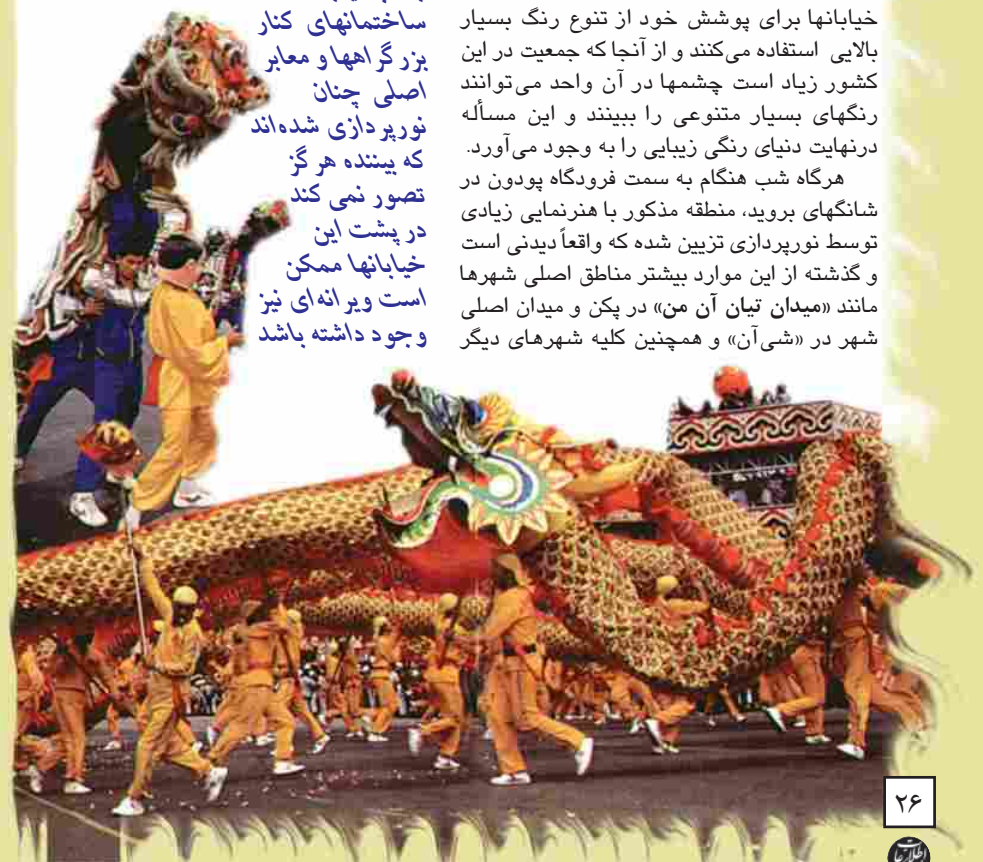 خیابانها برای پوشش خود از تنوع رنگ بسیار
بالایی استفاده می‌کنند و از آنجا که جمعیت در این
کشور زیاد است چشمها در آن واحد می‌توانند
رنگهای بسیار متنوعی را ببینند و این مسأله
درنهایت دنیای رنگی زیبایی را به وجود می‌آورد.
هرگاه شب هنگام به سمت فرودگاه پودون در
شانگهای بروید، منطقه مذکور با هنرنمایی زیادی
توسط نورپردازی تزیین شده که واقعاً دیدنی است
و گذشته از این موارد بیشتر مناطق اصلی شهرها
مانند «میدان تیان آن من» در پکن و میدان اصلی
شهر در «شی‌آن» و همچنین کلیه شهرهای دیگر
ساختمانهای کنار
بزرگراهها و معابر
اصلی چنان
نورپردازی شده‌اند
که بیننده هرگز
تصور نمی کند
در پشت این
خیابانها ممکن
است ویرانه‌ای نیز
وجود داشته باشد
۲۶
اطلاعات